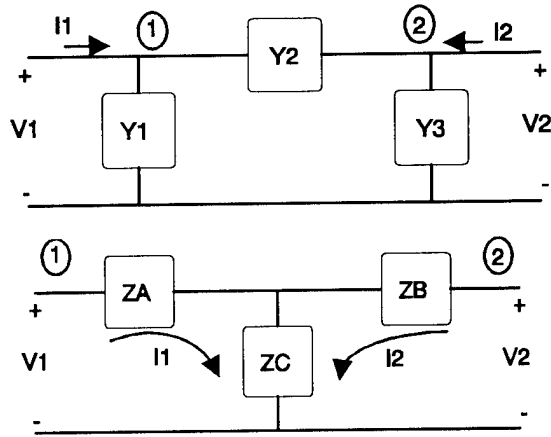 I1 1 2 I2
Y2
+ +
V1 Y1 Y3 V2
- -
1 2
ZA ZB
+ +
V1 I1 ZC I2 V2
- -